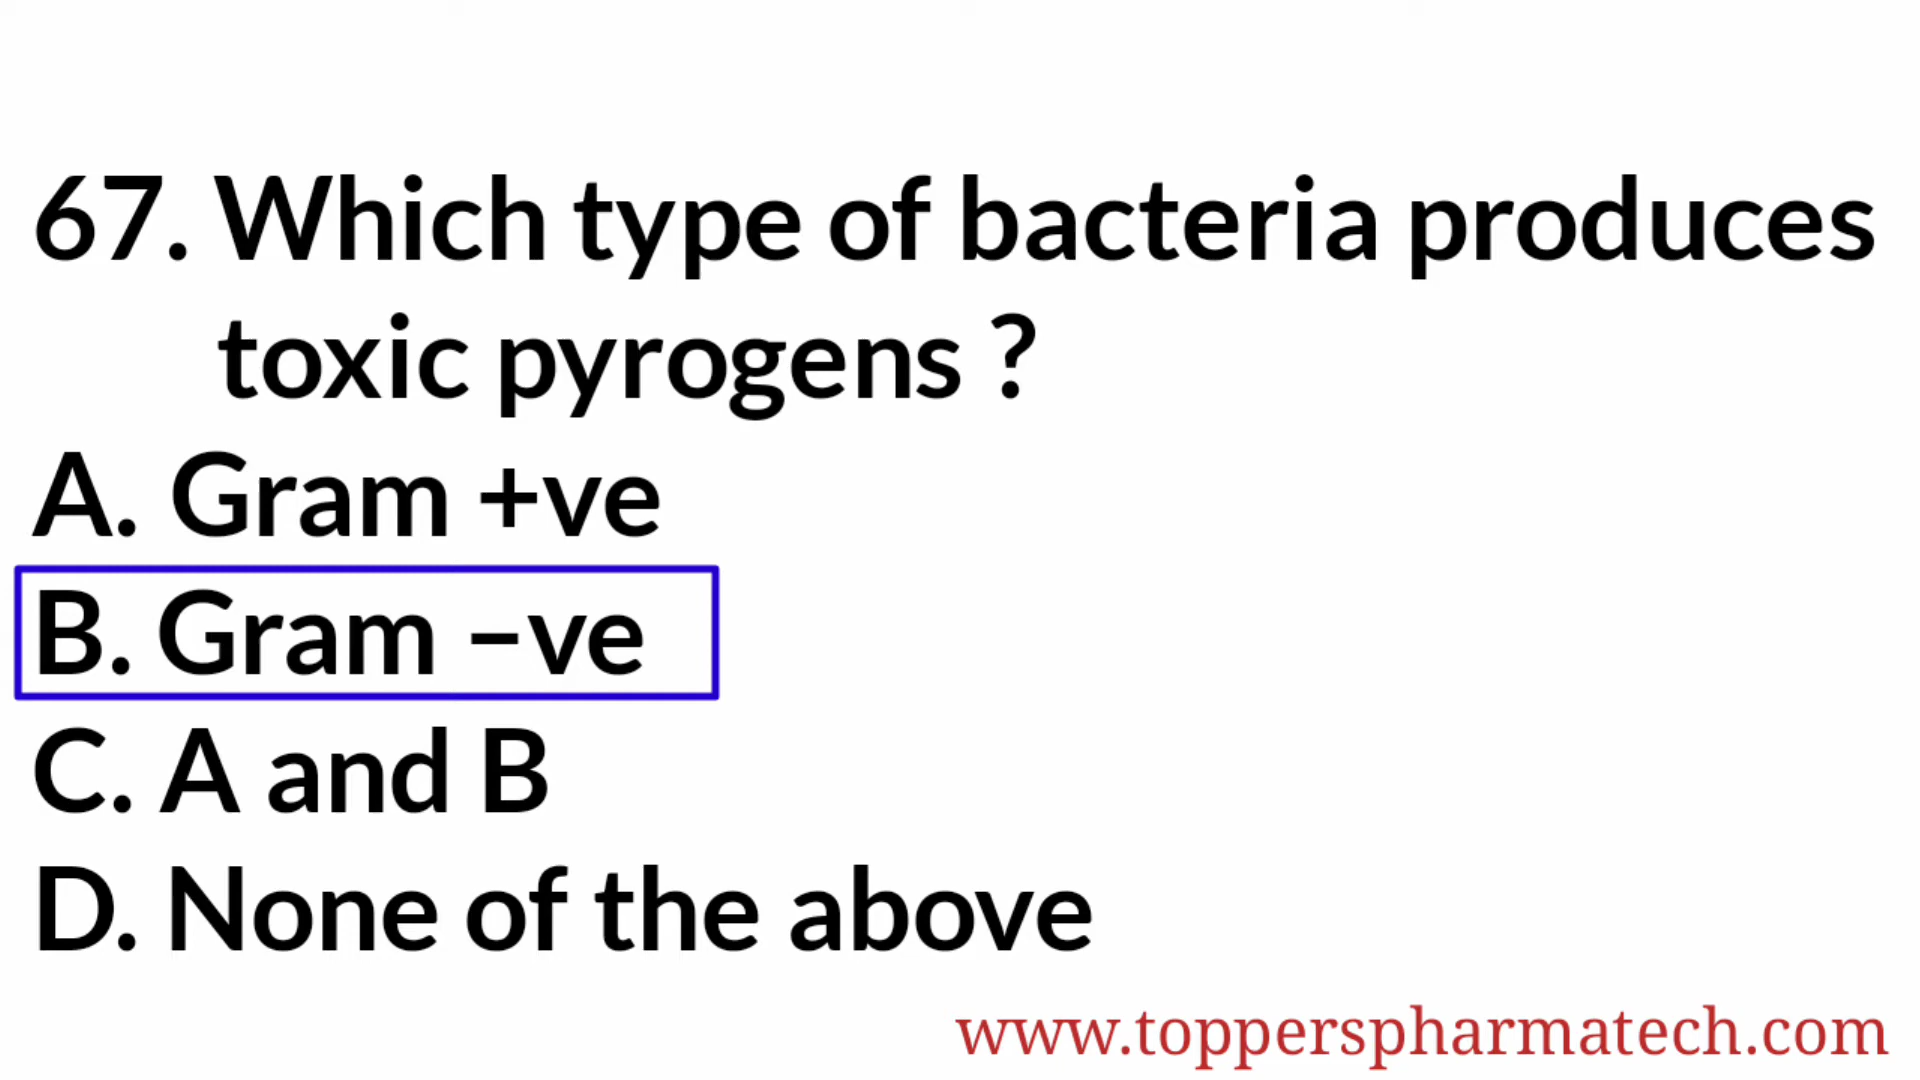 67. Which type of bacteria produces
toxic pyrogens ?
A. Gram +ve
B. Gram –ve
C. A and B
D. None of the above
www.topperspharmatech.com